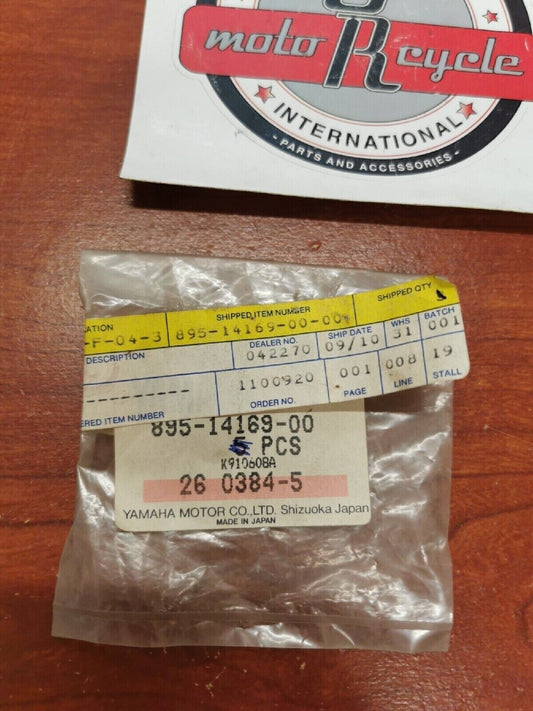 moto R cycle
INTERNATIONAL
- PARTS AND ACCESSORIES -
CATION SHIPPED ITEM NUMBER SHIPPED QTY
-F-04-3 895-14169-00-00
DESCRIPTION DEALER NO. SHIP DATE WHS BATCH
042270 09/10 31 001
1100920 001 008 19
ERED ITEM NUMBER ORDER NO. PAGE LINE STALL
895-14169-00
PCS
K910608A
26 0384-5
YAMAHA MOTOR CO.,LTD. Shizuoka Japan
MADE IN JAPAN